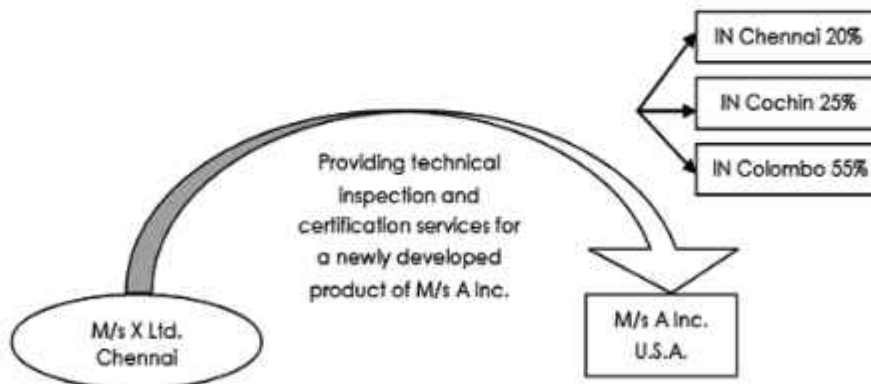 IN Chennai 20%
IN Cochin 25%
IN Colombo 55%
Providing technical
inspection and
certification services for
a newly developed
product of M/s A Inc.
M/s X Ltd.
Chennai
M/s A Inc.
U.S.A.